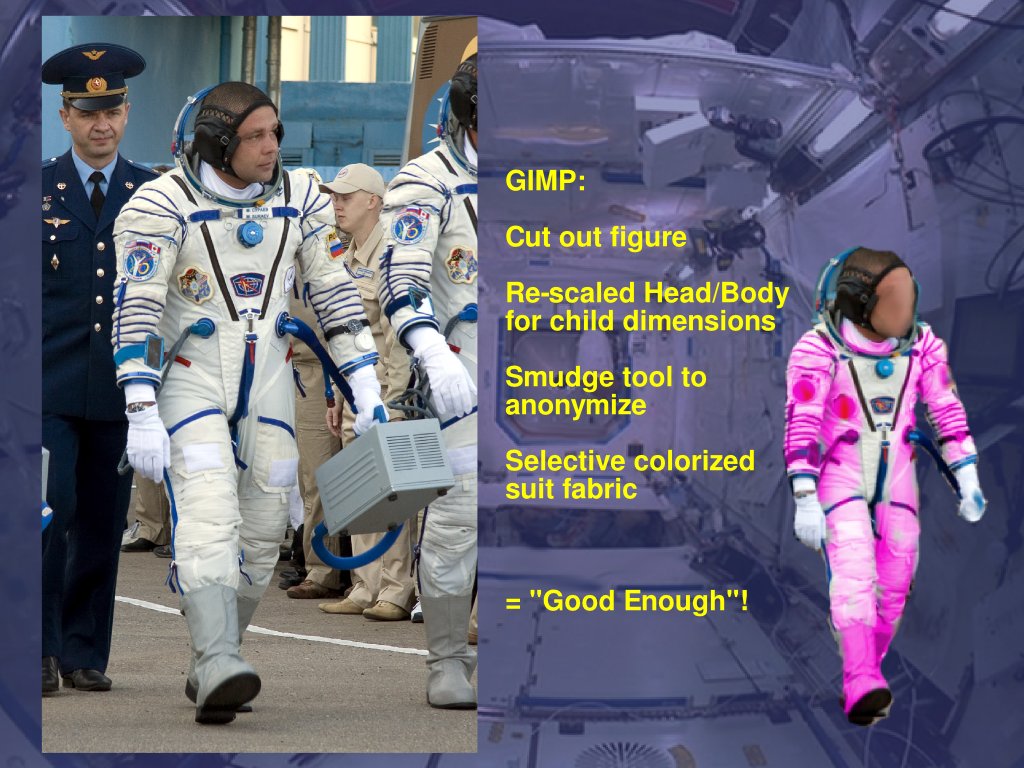 GIMP:
Cut out figure
Re-scaled Head/Body
for child dimensions
Smudge tool to
anonymize
Selective colorized
suit fabric
= "Good Enough"!